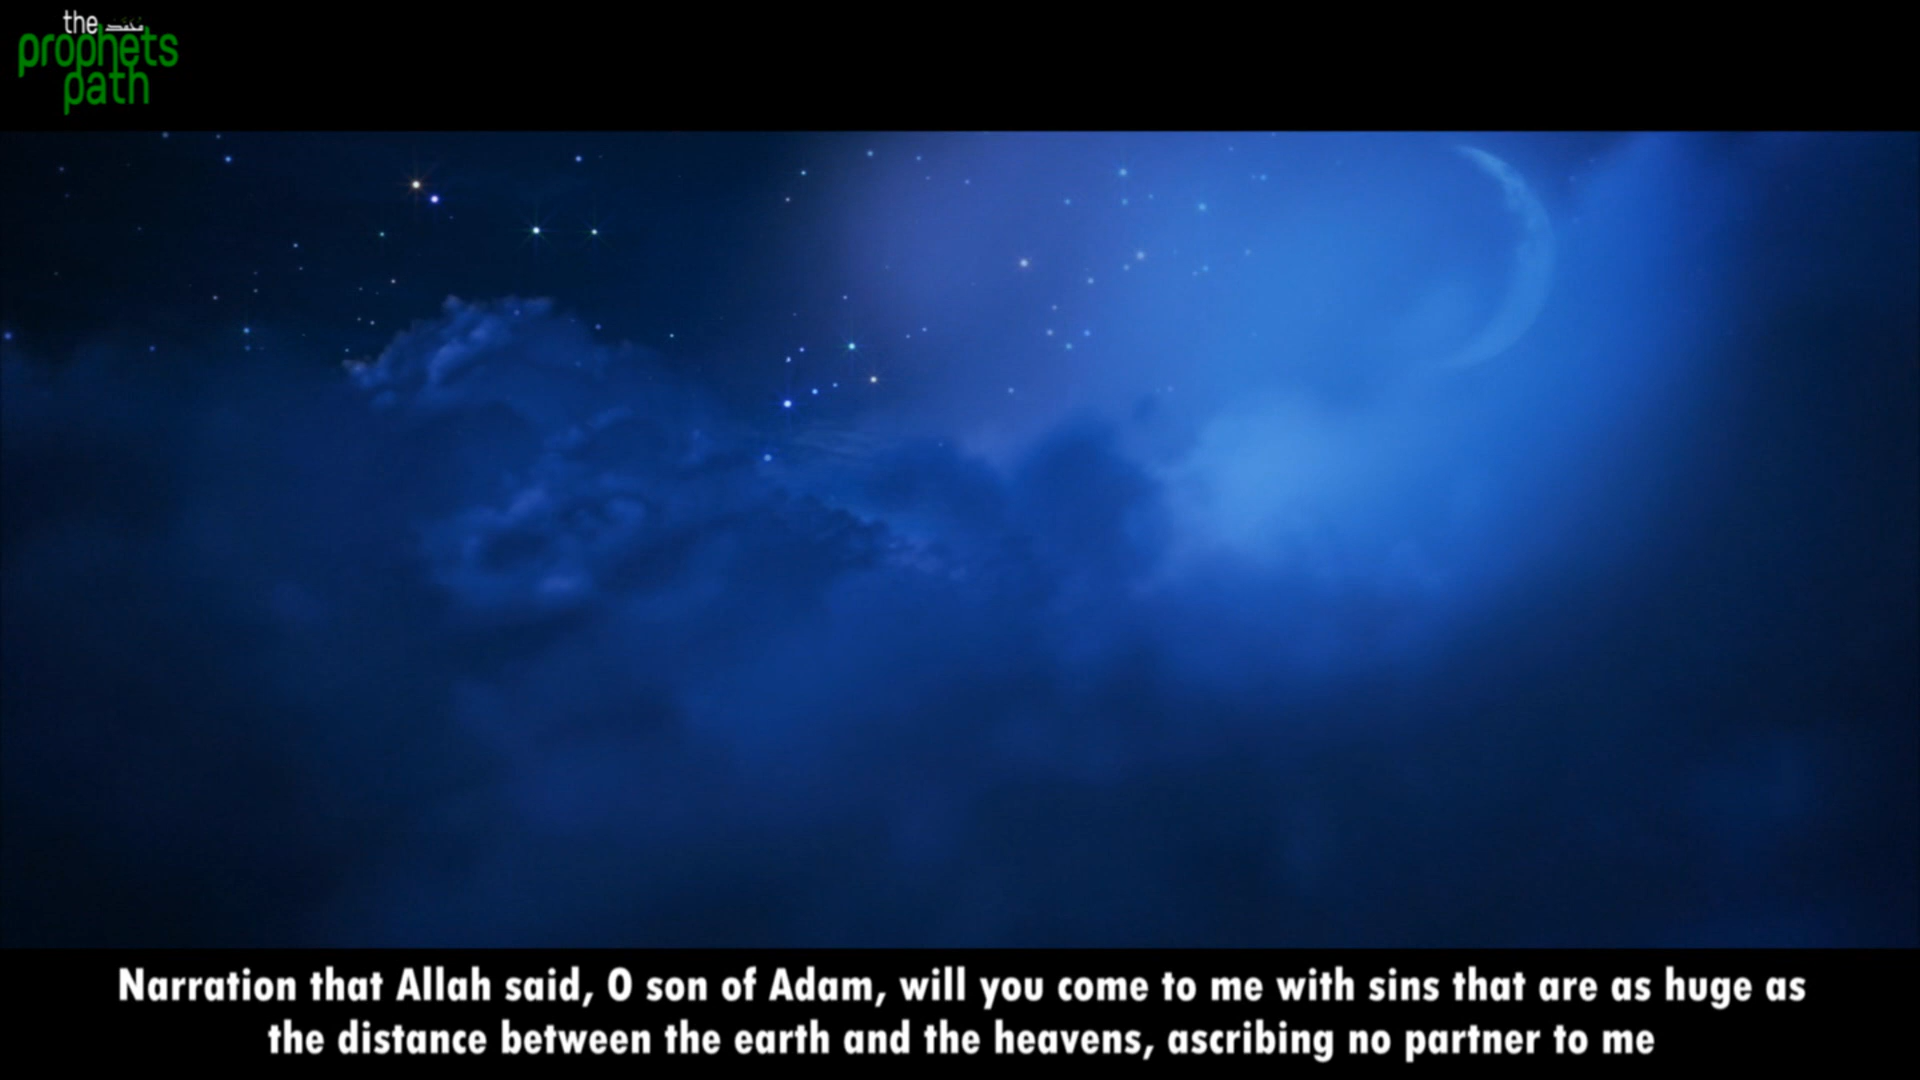 the محمد
prophets
path
Narration that Allah said, O son of Adam, will you come to me with sins that are as huge as
the distance between the earth and the heavens, ascribing no partner to me